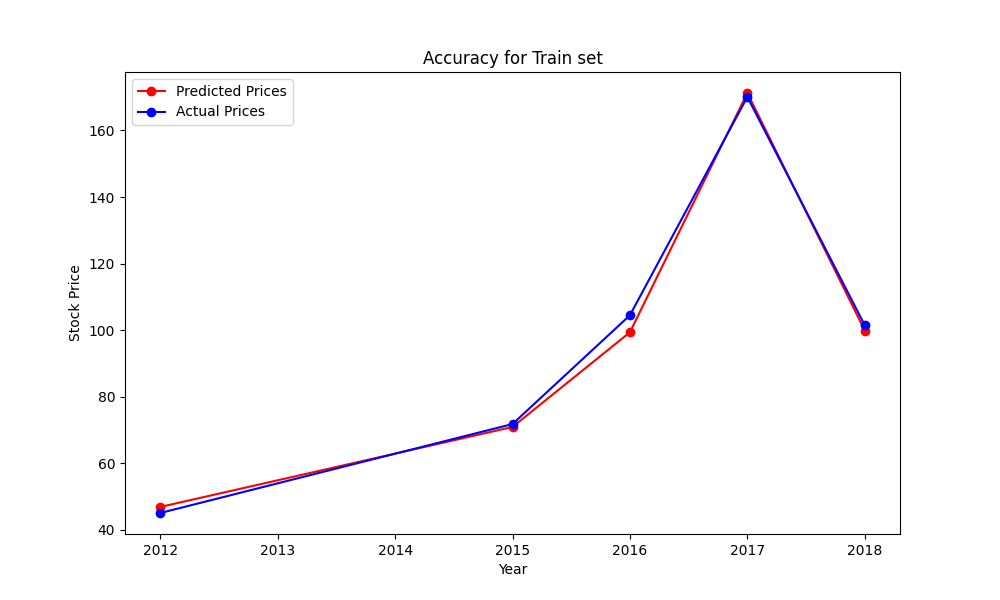 Accuracy for Train set
Predicted Prices
Actual Prices
160
140
120
100
80
60
40
Stock Price
2012 2013 2014 2015 2016 2017 2018
Year